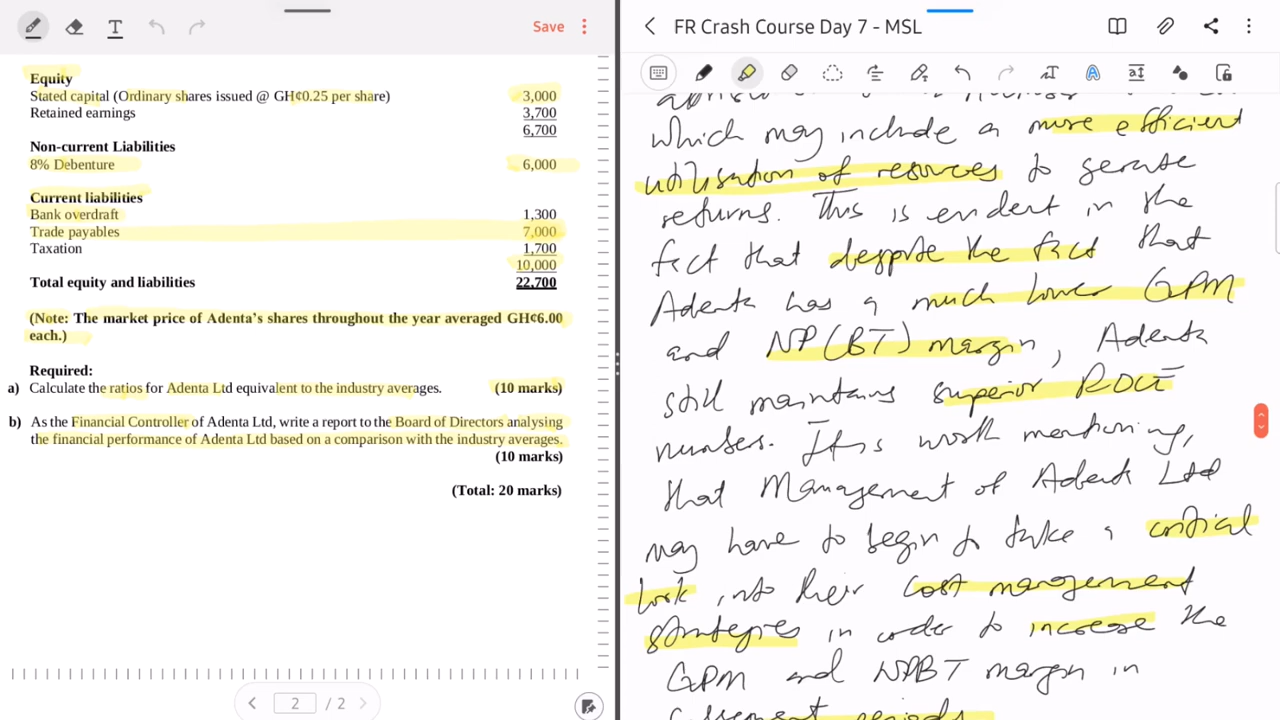 Save
Equity
Stated capital (Ordinary shares issued @ GH¢0.25 per share) 3,000
Retained earnings 3,700
6,700
Non-current Liabilities
8% Debenture 6,000
Current liabilities
Bank overdraft 1,300
Trade payables 7,000
Taxation 1,700
10,000
Total equity and liabilities 22,700
(Note: The market price of Adenta's shares throughout the year averaged GH¢6.00
each.)
Required:
a) Calculate the ratios for Adenta Ltd equivalent to the industry averages. (10 marks)
b) As the Financial Controller of Adenta Ltd, write a report to the Board of Directors analysing
the financial performance of Adenta Ltd based on a comparison with the industry averages.
(10 marks)
(Total: 20 marks)
2 / 2
FR Crash Course Day 7 - MSL
which may include a more efficient
utilisation of resources to gerate
returns. This is evident in the
fact that despite the fact that
Adenta has a much lower GPM
and NP(BT) margin, Adenta
still maintains superior ROCE
numbers. It is worth mentioning,
that Management of Adenta Ltd
may have to begin to take a critical
look into their cost management
strategies in order to increase the
GPM and NPBT margin in
periods